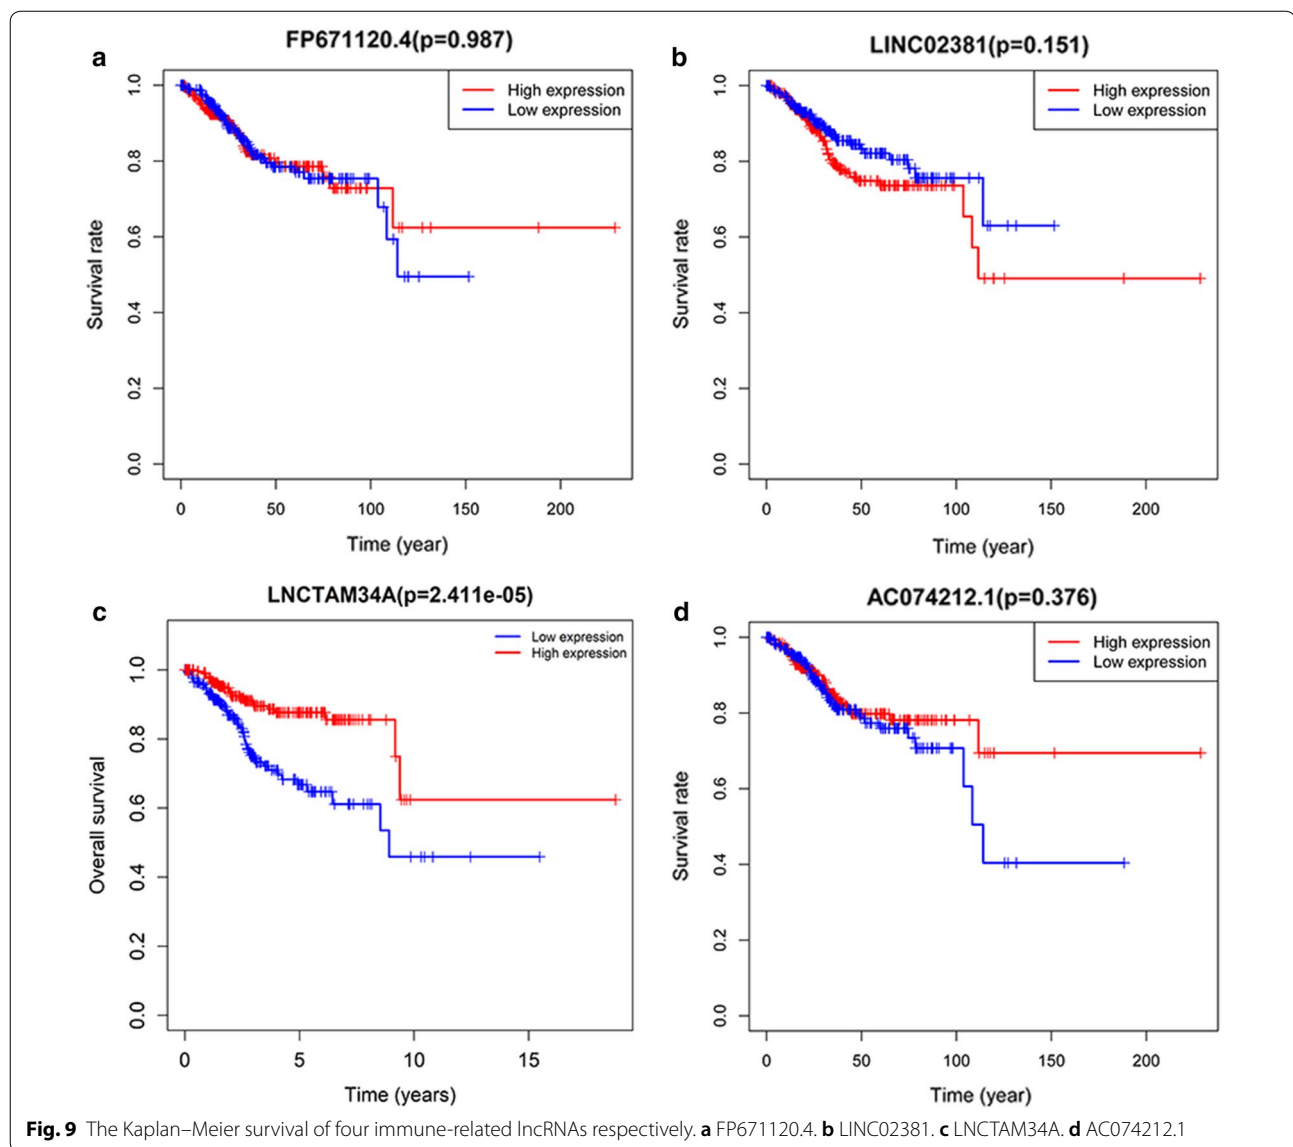 a
FP671120.4(p=0.987)
High expression
Low expression
Survival rate
1.0
0.8
0.6
0.4
0.2
0.0
0 50 100 150 200
Time (year)
b
LINC02381(p=0.151)
High expression
Low expression
Survival rate
1.0
0.8
0.6
0.4
0.2
0.0
0 50 100 150 200
Time (year)
c
LNCTAM34A(p=2.411e-05)
Low expression
High expression
Overall survival
1.0
0.8
0.6
0.4
0.2
0.0
0 5 10 15
Time (years)
d
AC074212.1(p=0.376)
High expression
Low expression
Survival rate
1.0
0.8
0.6
0.4
0.2
0.0
0 50 100 150 200
Time (year)
Fig. 9 The Kaplan–Meier survival of four immune-related lncRNAs respectively. a FP671120.4. b LINC02381. c LNCTAM34A. d AC074212.1